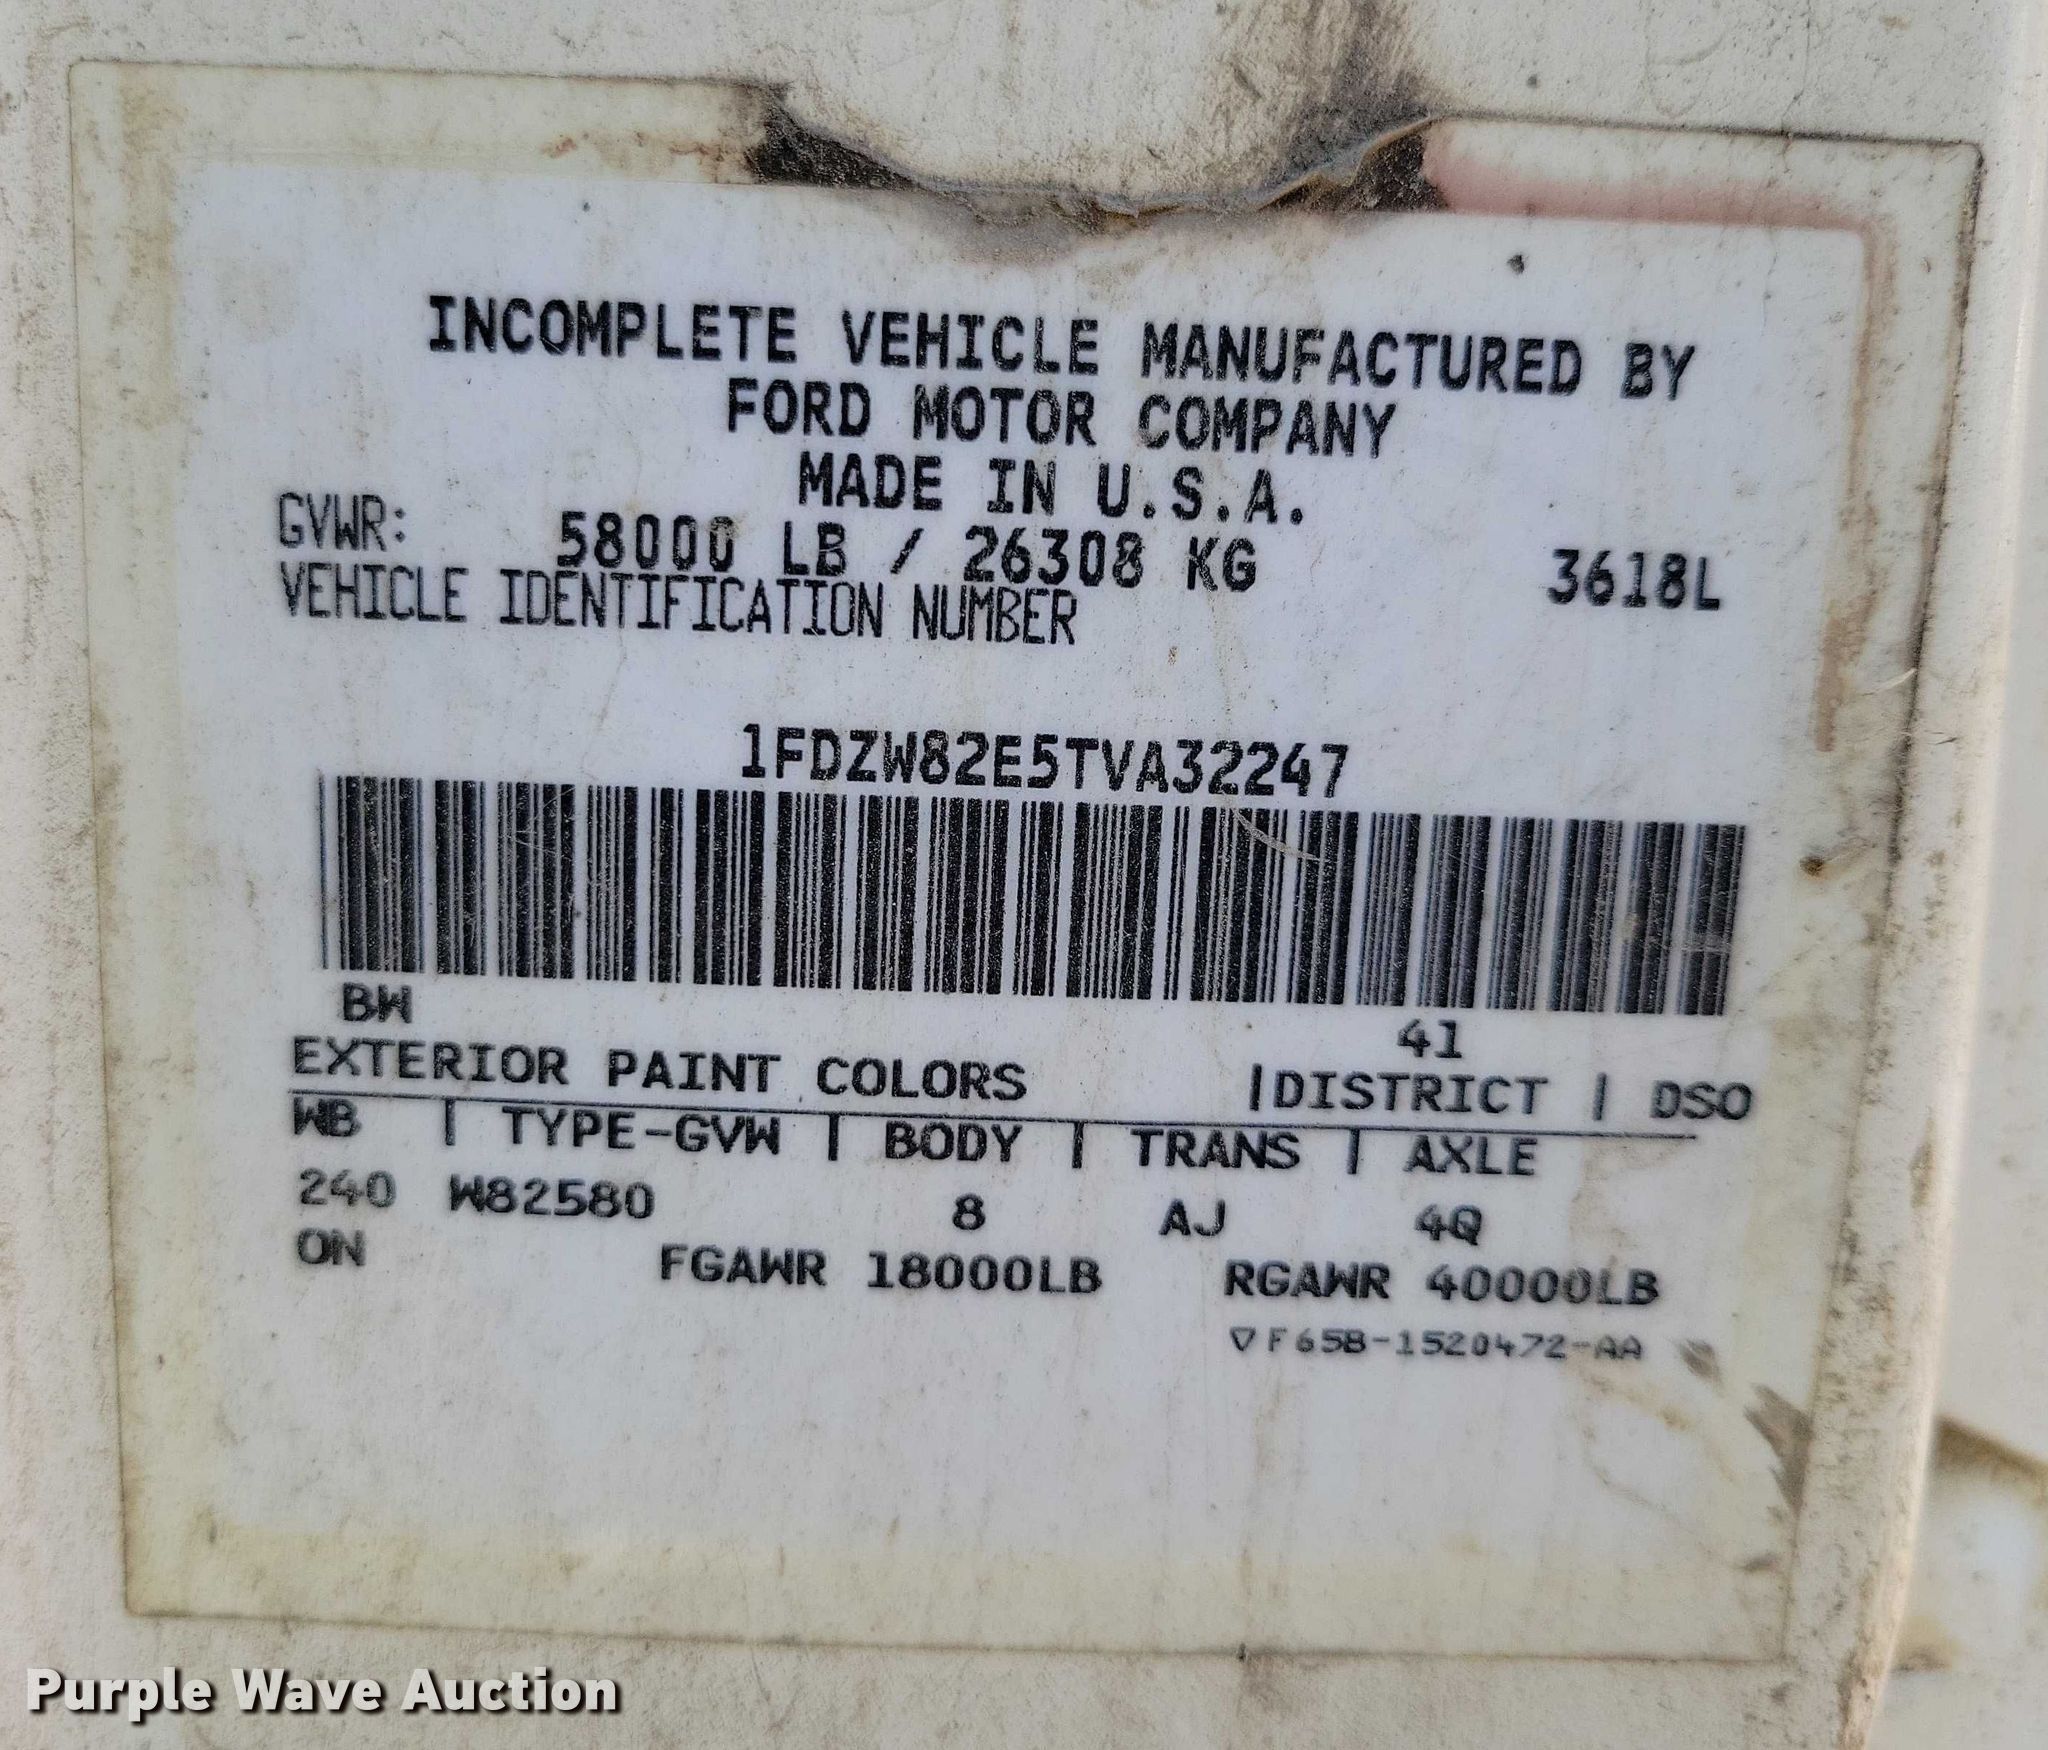 INCOMPLETE VEHICLE MANUFACTURED BY
FORD MOTOR COMPANY
MADE IN U.S.A.
GVWR: 58000 LB / 26308 KG 3618L
VEHICLE IDENTIFICATION NUMBER
1FDZW82E5TVA32247
BW 41
EXTERIOR PAINT COLORS |DISTRICT | DSO
WB | TYPE-GVW | BODY | TRANS | AXLE
240 W82580 8 AJ 4Q
ON FGAWR 18000LB RGAWR 40000LB
▽F65B-1520472-AA
Purple Wave Auction